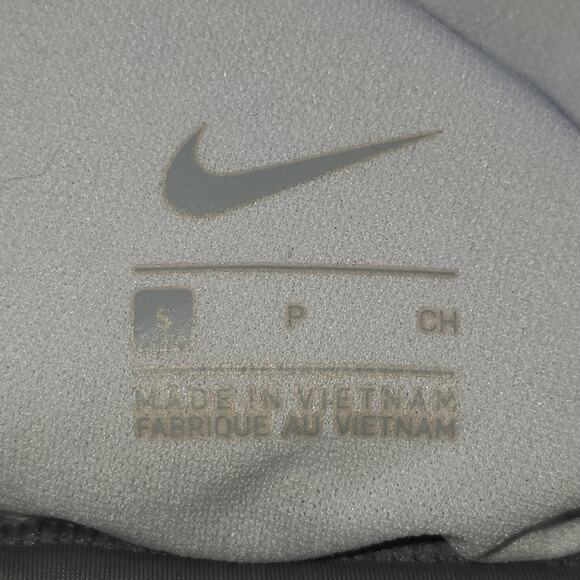 S P CH
MADE IN VIETNAM
FABRIQUE AU VIETNAM